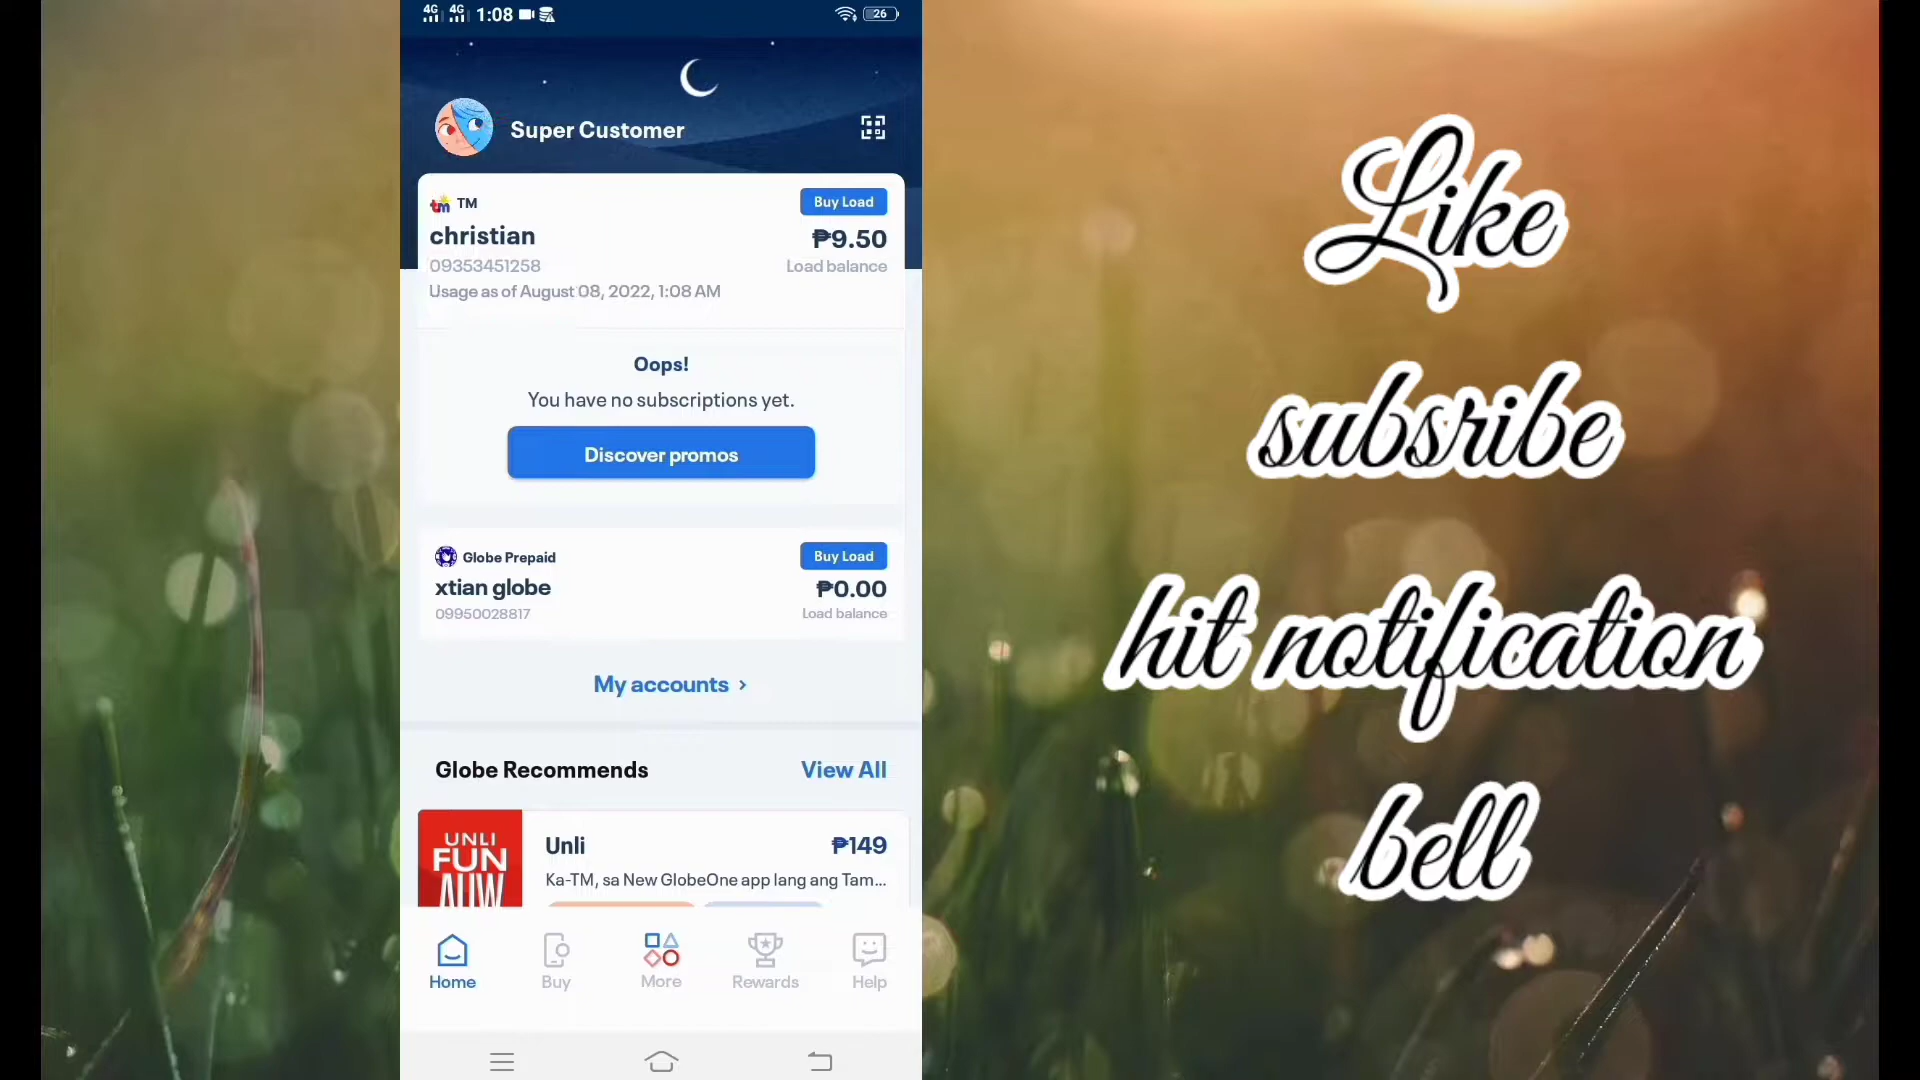 4G 4G 1:08 26
Super Customer
tm TM Buy Load
christian ₱9.50
09353451258 Load balance
Usage as of August 08, 2022, 1:08 AM
Oops!
You have no subscriptions yet.
Discover promos
Globe Prepaid Buy Load
xtian globe ₱0.00
09950028817 Load balance
My accounts >
Globe Recommends View All
UNLI
FUN
Unli ₱149
Ka-TM, sa New GlobeOne app lang ang Tam...
Home Buy More Rewards Help
Like
subsribe
hit notification
bell